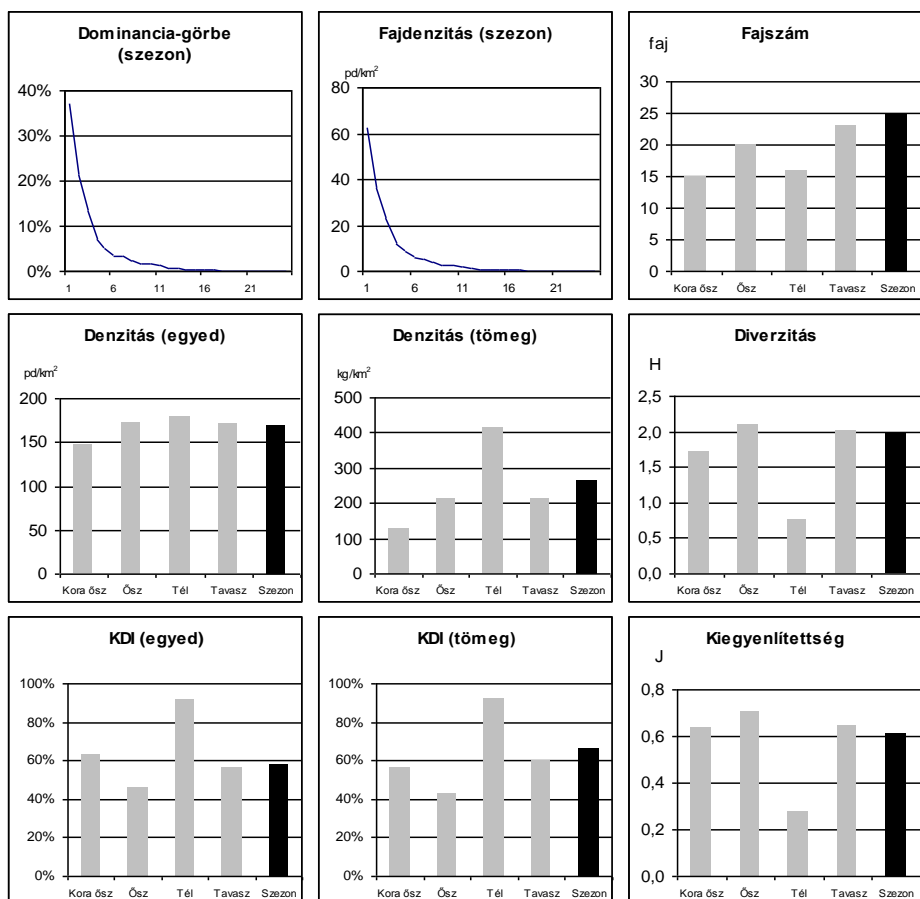 Dominancia-görbe
(szezon)
40%
30%
20%
10%
0%
1 6 11 16 21
Fajdenzitás (szezon)
pd/km²
80
60
40
20
0
1 6 11 16 21
Fajszám
faj
30
25
20
15
10
5
0
Kora ősz Ősz Tél Tavasz Szezon
Denzitás (egyed)
pd/km²
200
150
100
50
0
Kora ősz Ősz Tél Tavasz Szezon
Denzitás (tömeg)
kg/km²
500
400
300
200
100
0
Kora ősz Ősz Tél Tavasz Szezon
Diverzitás
H
2,5
2,0
1,5
1,0
0,5
0,0
Kora ősz Ősz Tél Tavasz Szezon
KDI (egyed)
100%
80%
60%
40%
20%
0%
Kora ősz Ősz Tél Tavasz Szezon
KDI (tömeg)
100%
80%
60%
40%
20%
0%
Kora ősz Ősz Tél Tavasz Szezon
Kiegyenlítettség
J
0,8
0,6
0,4
0,2
0,0
Kora ősz Ősz Tél Tavasz Szezon